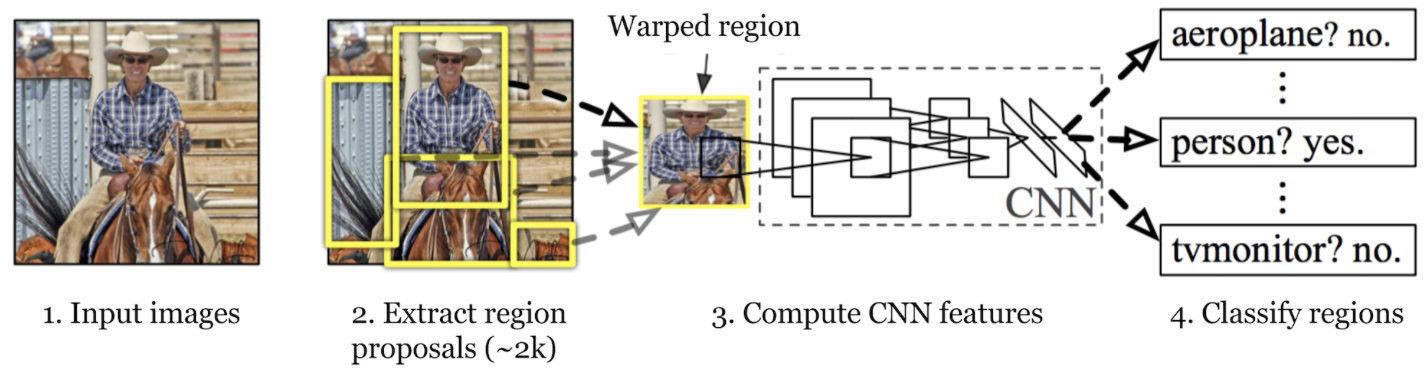 Warped region
aeroplane? no.
⋮
person? yes.
⋮
tvmonitor? no.
CNN
1. Input images
2. Extract region
proposals (~2k)
3. Compute CNN features
4. Classify regions